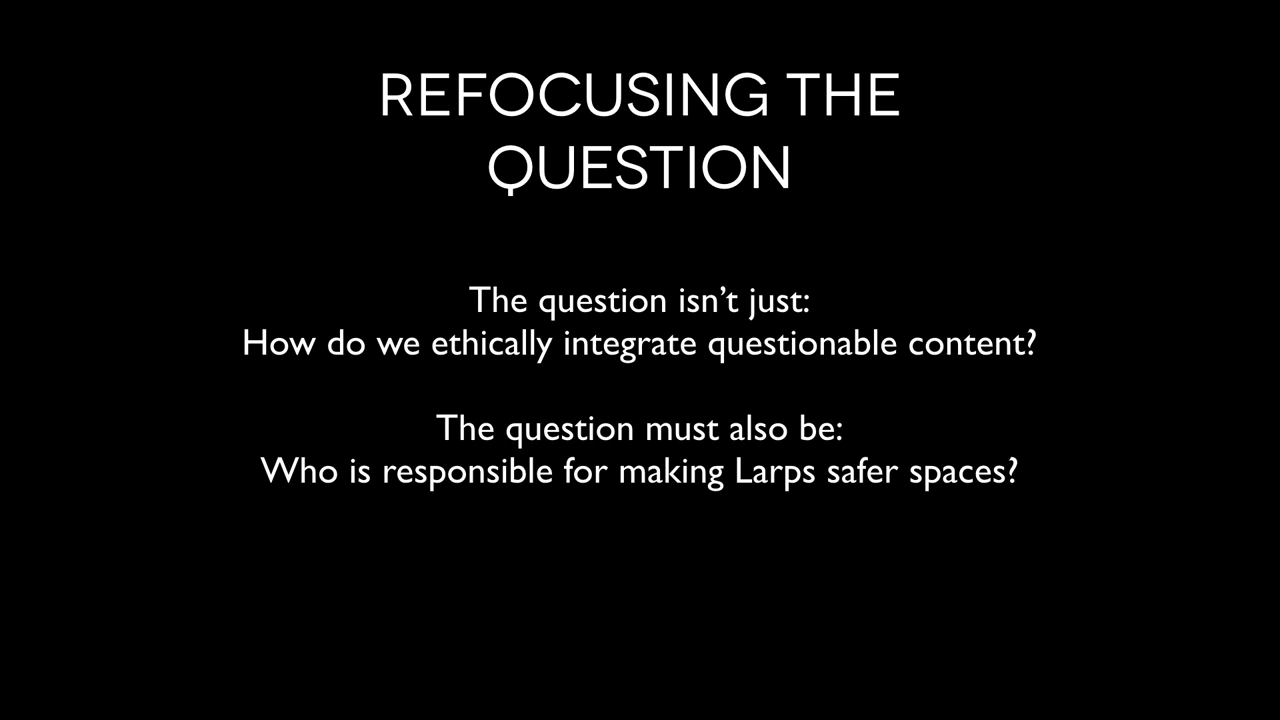 REFOCUSING THE
QUESTION
The question isn’t just:
How do we ethically integrate questionable content?
The question must also be:
Who is responsible for making Larps safer spaces?